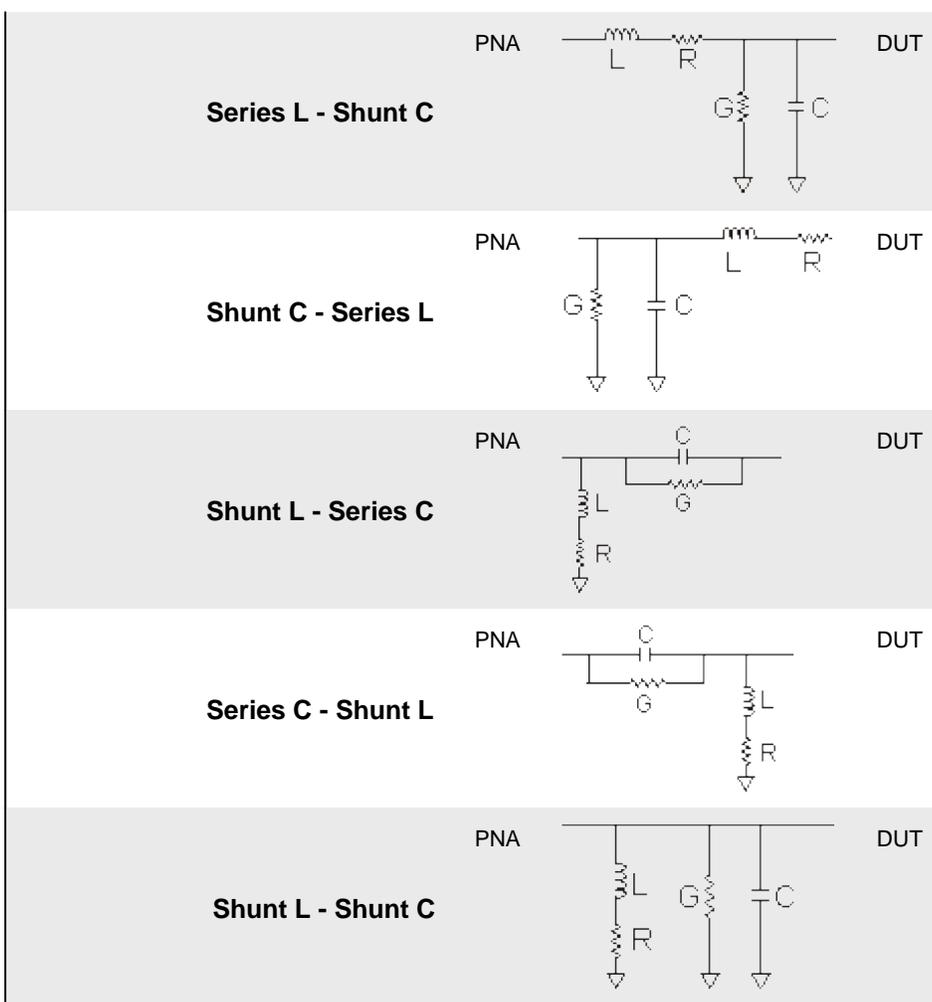 PNA DUT
L R
Series L - Shunt C
G C
PNA DUT
L R
Shunt C - Series L
G C
PNA C DUT
Shunt L - Series C
L G
R
PNA C DUT
Series C - Shunt L
G L
R
PNA DUT
Shunt L - Shunt C
L G C
R